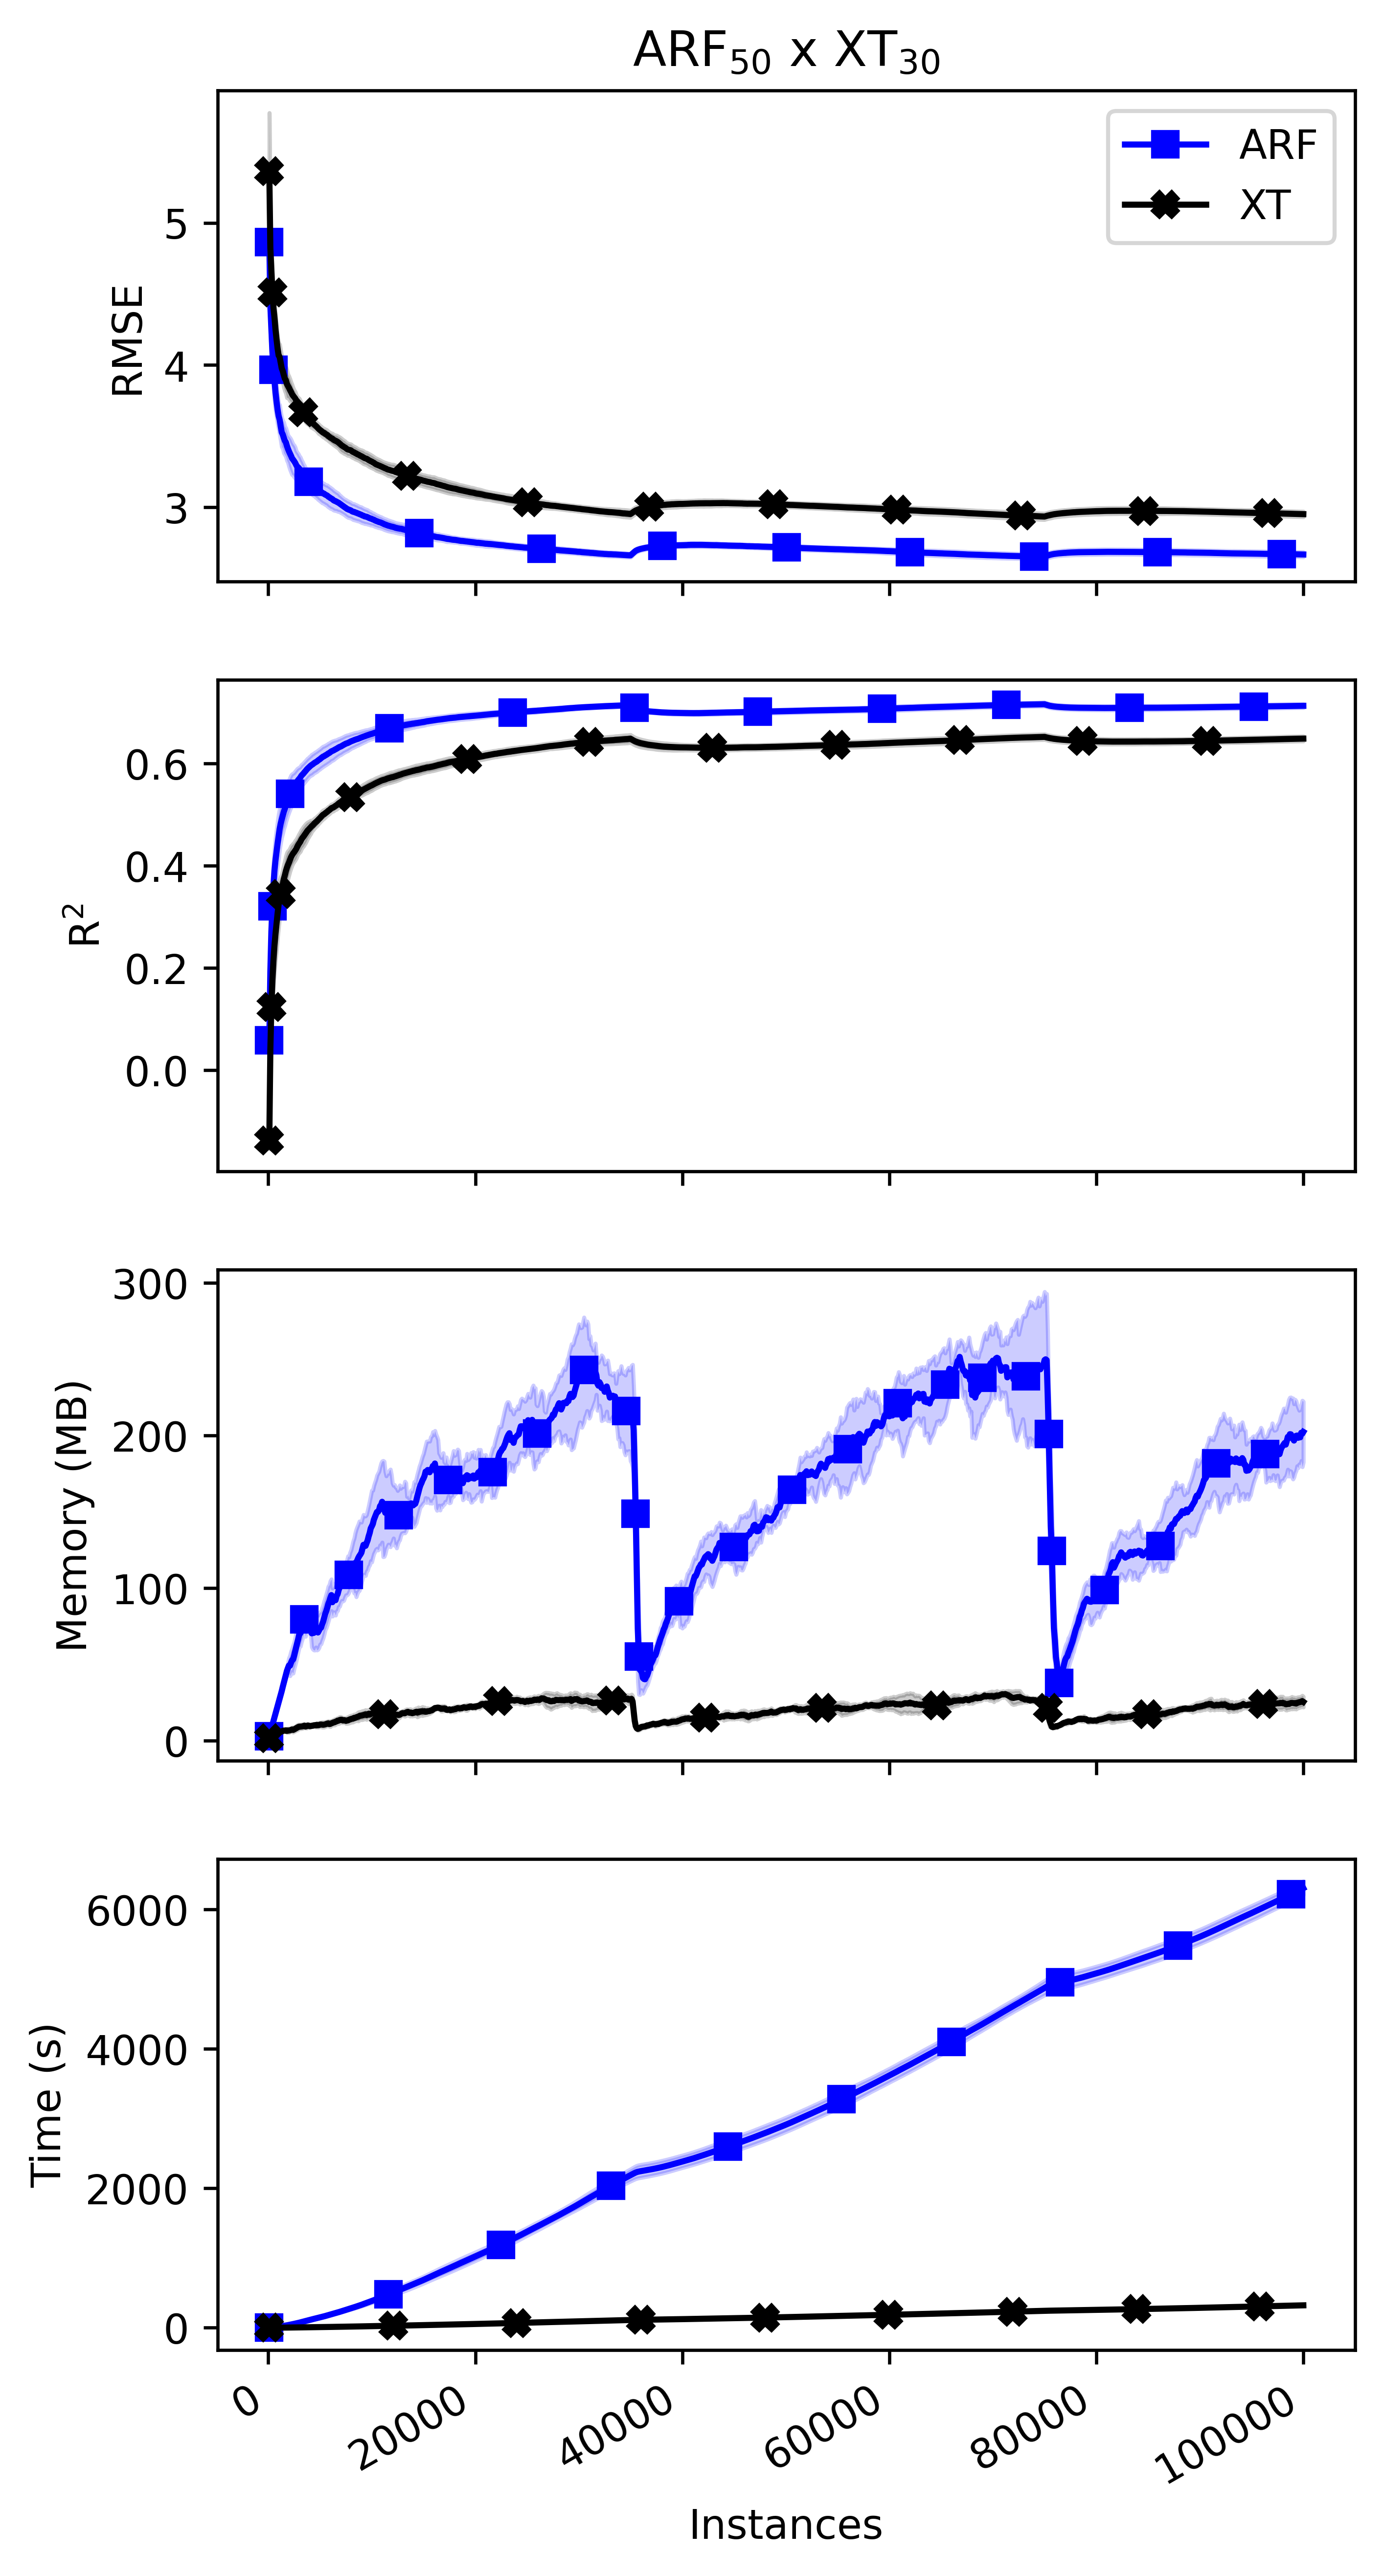 ARF₅₀ x XT₃₀
ARF
XT
5
4
3
RMSE
0.6
0.4
0.2
0.0
R²
300
200
100
0
Memory (MB)
6000
4000
2000
0
Time (s)
0
20000
40000
60000
80000
100000
Instances